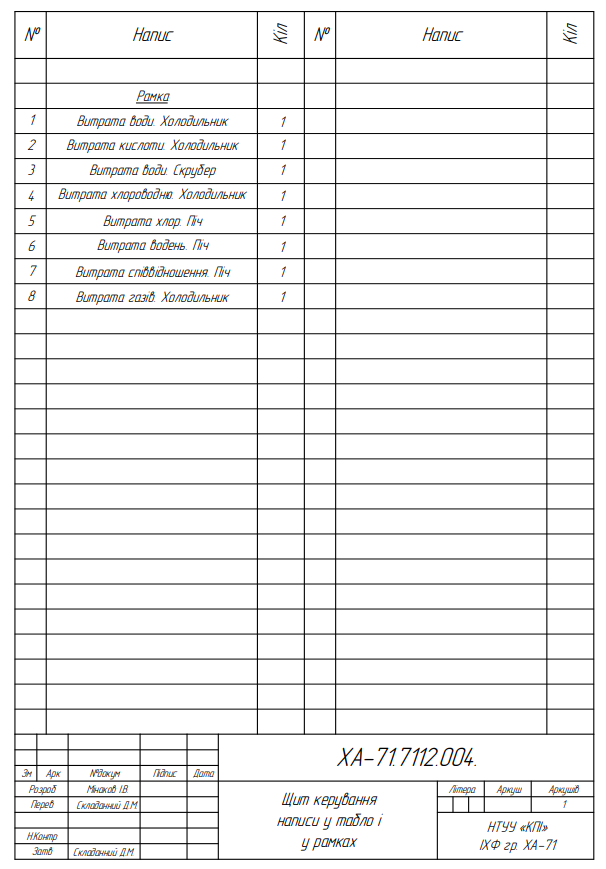 № Напис Кіл № Напис Кіл
Рамка
1 Витрата води. Холодильник 1
2 Витрата кислоти. Холодильник 1
3 Витрата води. Скрубер 1
4 Витрата хлороводню. Холодильник 1
5 Витрата хлор. Піч 1
6 Витрата водень. Піч 1
7 Витрата співвідношення. Піч 1
8 Витрата газів. Холодильник 1
ХА-71.7112.004.
Зм Арк №докум Підпис Дата
Розроб Мінаков І.В.
Перев Складанний Д.М.
Н.Контр
Затв Складанний Д.М.
Щит керування
написи у табло і
у рамках
Літера Аркуш Аркушів
1
НТУУ «КПІ»
ІХФ гр. ХА-71